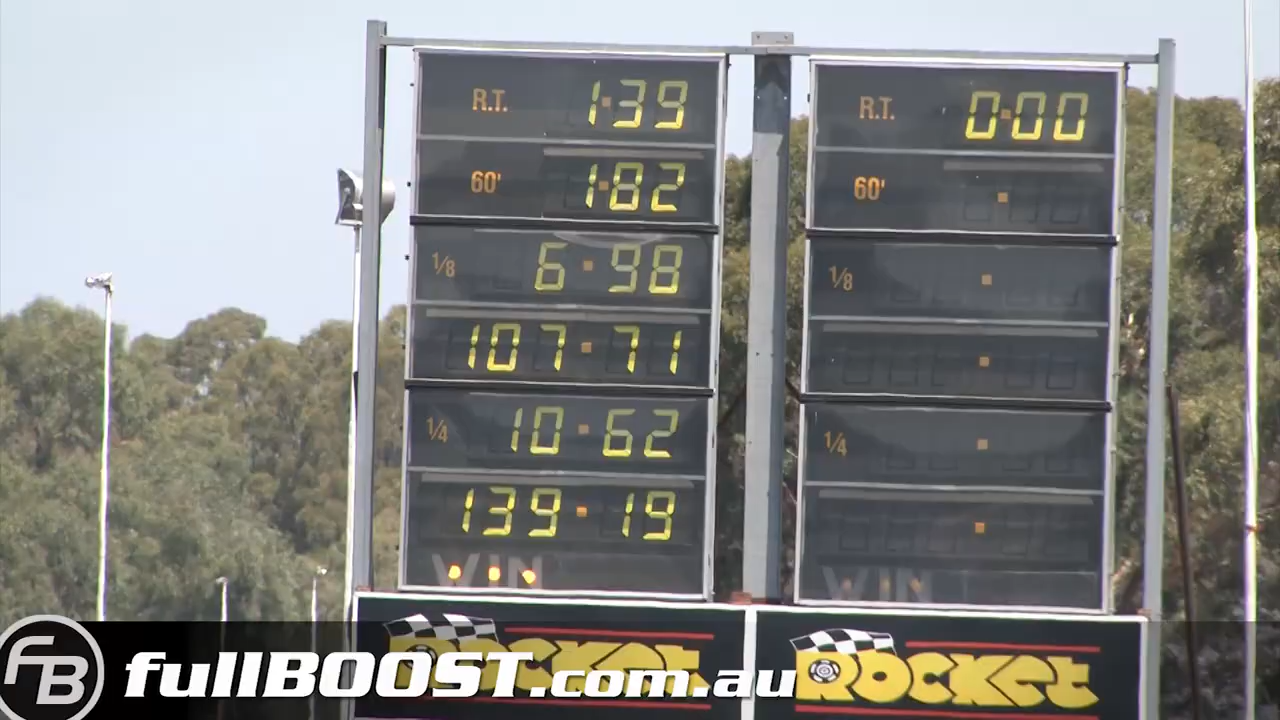 R.T. 1.39
60' 1.82
1/8 6.98
107.71
1/4 10.62
139.19
WIN
R.T. 0.00
60' .
1/8 .
.
1/4 .
.
WIN
ROCKET
ROCKET
FB fullBOOST.com.au